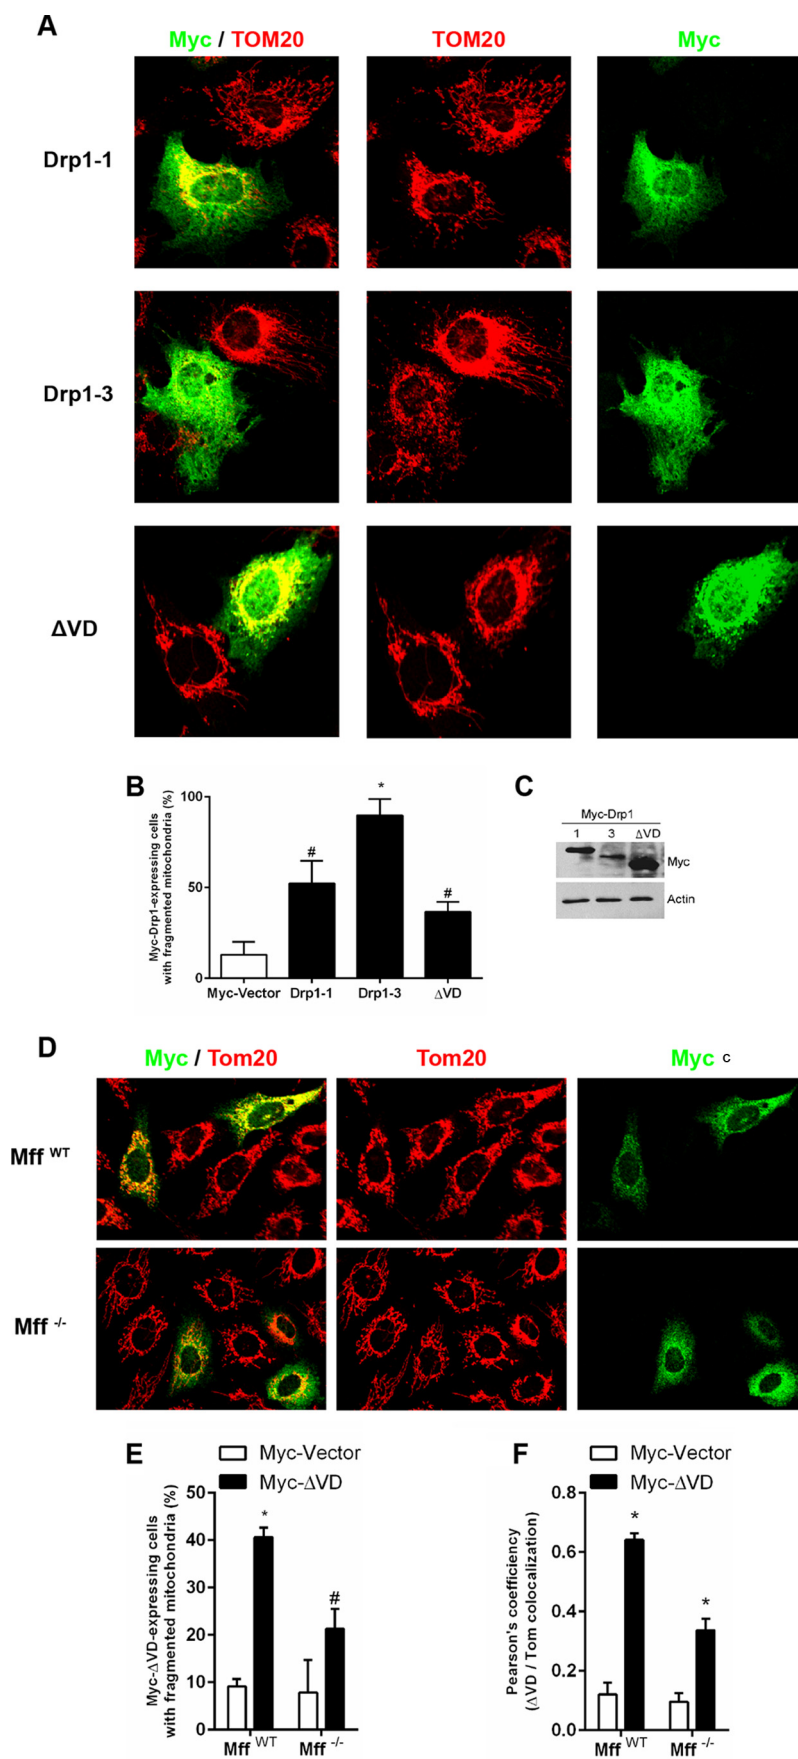 A
Myc / TOM20 TOM20 Myc
Drp1-1
Drp1-3
ΔVD
B
Myc-Drp1-expressing cells
with fragmented mitochondria (%)
100
50
0
#
*
#
Myc-Vector Drp1-1 Drp1-3 ΔVD
C
Myc-Drp1
1 3 ΔVD
Myc
Actin
D
Myc / Tom20 Tom20 Myc c
Mff WT
Mff -/-
E
Myc-Vector
Myc-ΔVD
Myc-ΔVD-expressing cells
with fragmented mitochondria (%)
50
40
30
20
10
0
*
#
Mff WT Mff -/-
F
Myc-Vector
Myc-ΔVD
Pearson's coefficiency
(ΔVD / Tom colocalization)
0.8
0.6
0.4
0.2
0.0
*
*
Mff WT Mff -/-